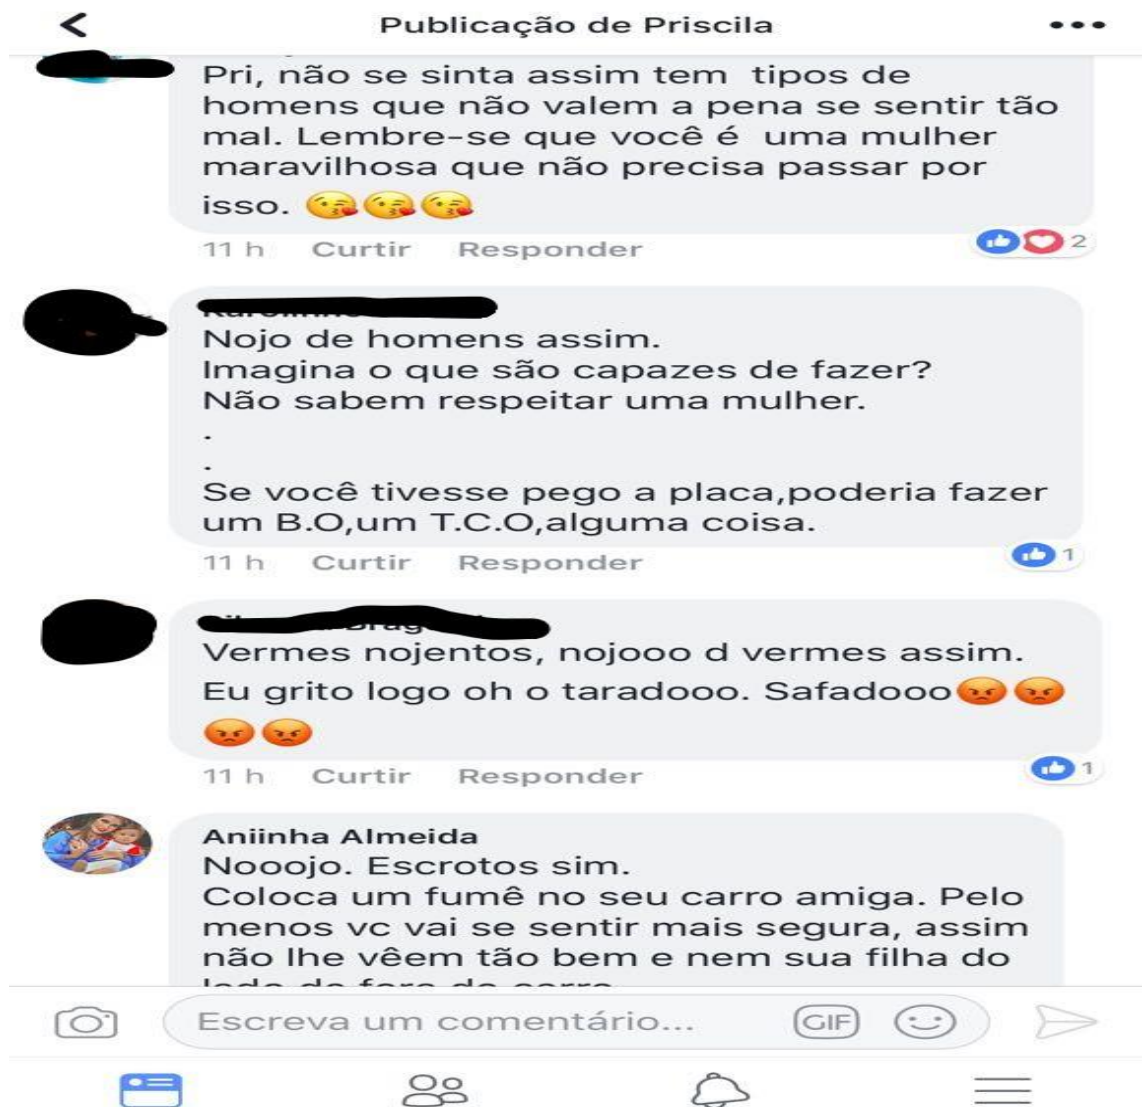 Publicação de Priscila
Pri, não se sinta assim tem tipos de
homens que não valem a pena se sentir tão
mal. Lembre-se que você é uma mulher
maravilhosa que não precisa passar por
isso. 😘😘😘
11 h Curtir Responder 2
Nojo de homens assim.
Imagina o que são capazes de fazer?
Não sabem respeitar uma mulher.
.
.
Se você tivesse pego a placa,poderia fazer
um B.O,um T.C.O,alguma coisa.
11 h Curtir Responder 1
Vermes nojentos, nojooo d vermes assim.
Eu grito logo oh o taradooo. Safadooo😡😡
😡😡
11 h Curtir Responder 1
Aniinha Almeida
Nooojo. Escrotos sim.
Coloca um fumê no seu carro amiga. Pelo
menos vc vai se sentir mais segura, assim
não lhe vêem tão bem e nem sua filha do
Escreva um comentário... GIF